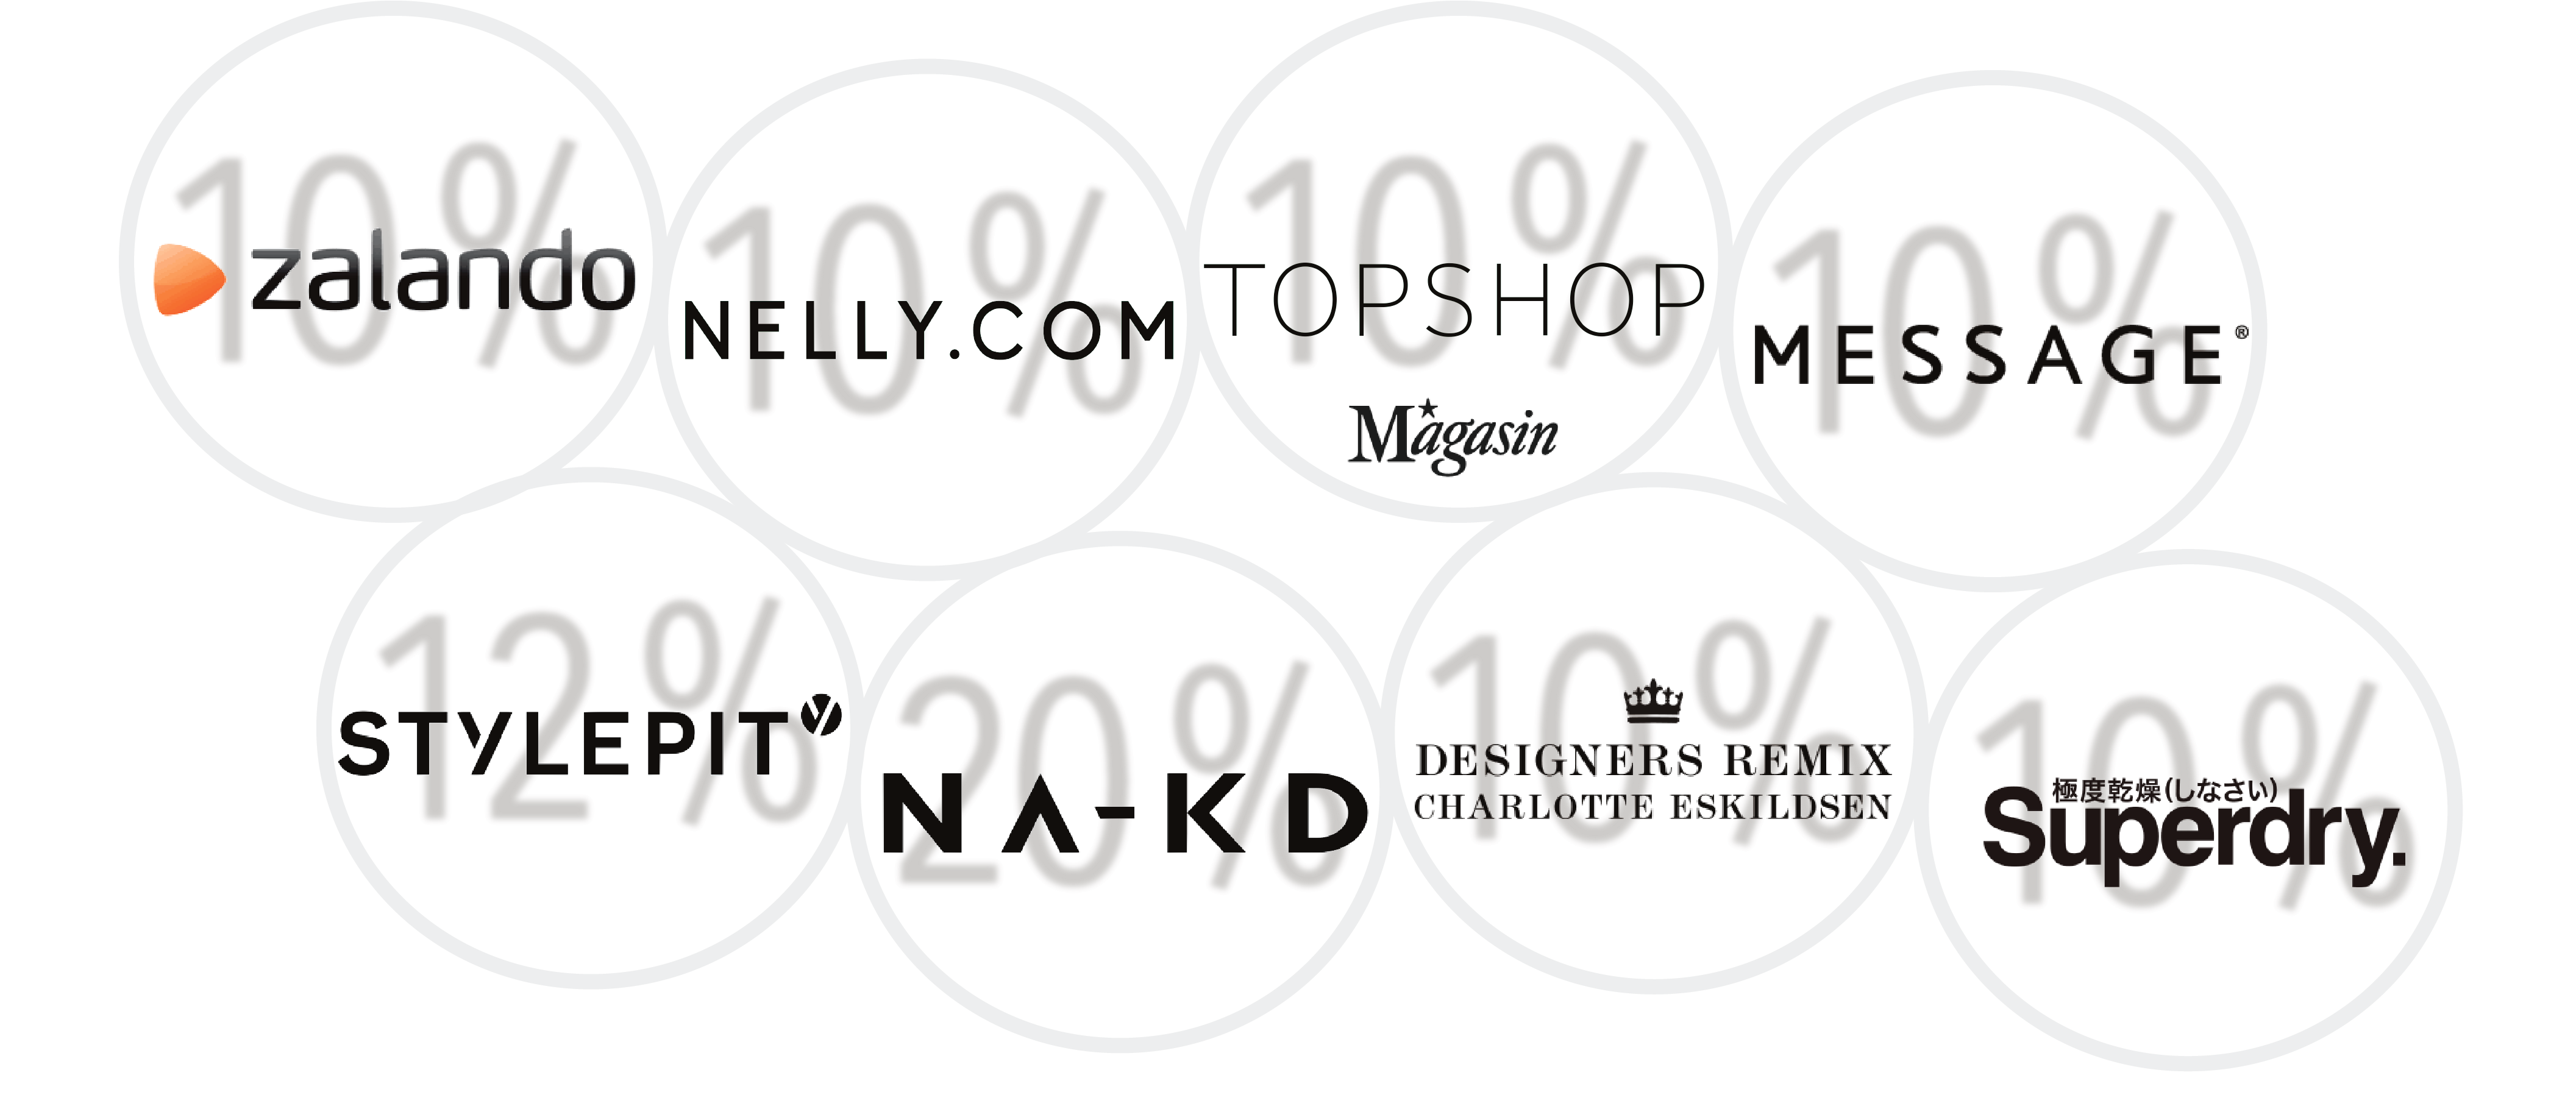 10%
zalando
10%
NELLY.COM
10%
TOPSHOP
Magasin
10%
MESSAGE®
12%
STYLEPIT
20%
NA-KD
10%
DESIGNERS REMIX
CHARLOTTE ESKILDSEN
10%
極度乾燥(しなさい)
Superdry.